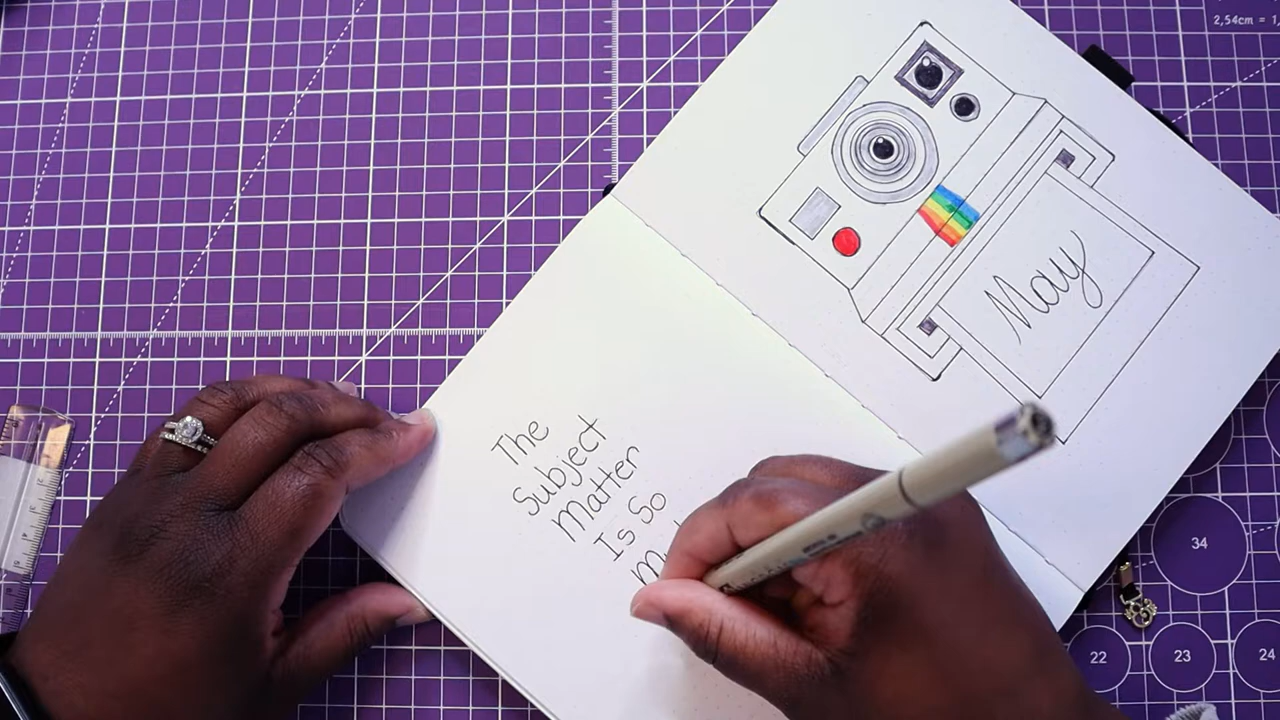 2,54cm = 1,
May
The
Subject
Matter
Is So
34
22
23
24